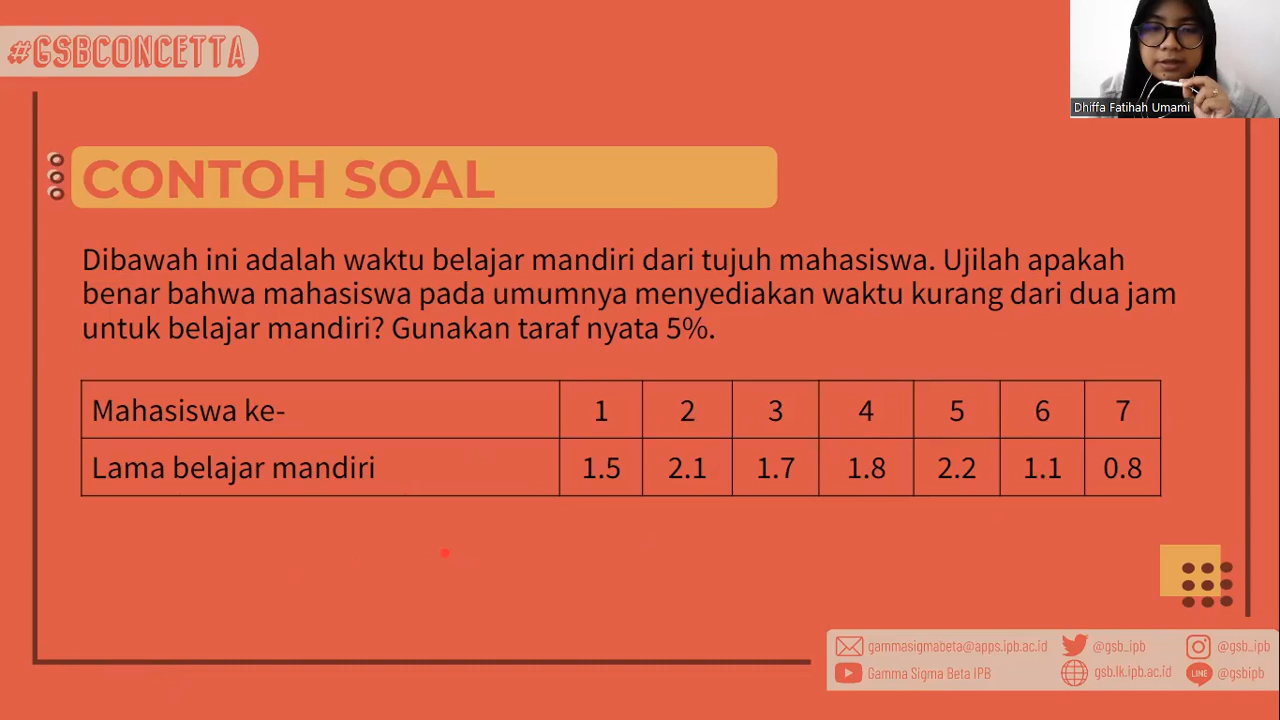 #GSBCONCETTA
Dhiffa Fatihah Umami
CONTOH SOAL
Dibawah ini adalah waktu belajar mandiri dari tujuh mahasiswa. Ujilah apakah
benar bahwa mahasiswa pada umumnya menyediakan waktu kurang dari dua jam
untuk belajar mandiri? Gunakan taraf nyata 5%.
Mahasiswa ke- 1 2 3 4 5 6 7
Lama belajar mandiri 1.5 2.1 1.7 1.8 2.2 1.1 0.8
gammasigmabeta@apps.ipb.ac.id @gsb_ipb @gsb_ipb
Gamma Sigma Beta IPB gsb.lk.ipb.ac.id LINE @gsbipb